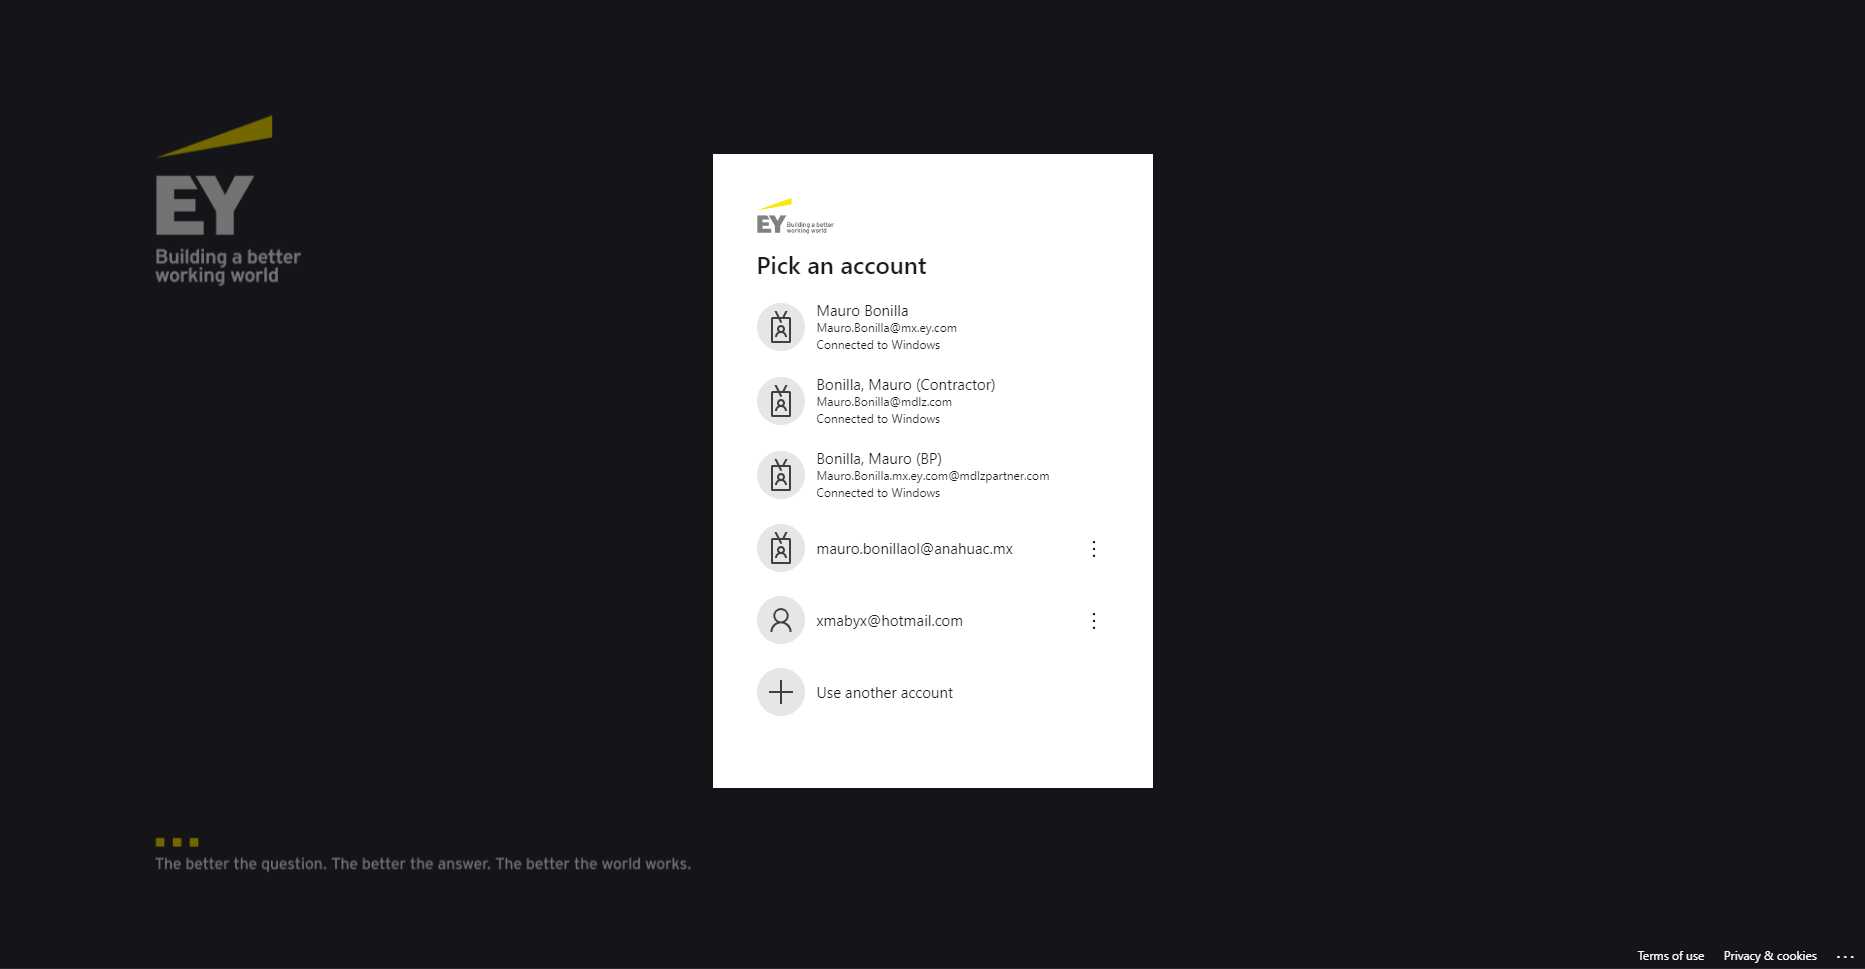 EY
Building a better
working world
EY Building a better
working world
Pick an account
Mauro Bonilla
Mauro.Bonilla@mx.ey.com
Connected to Windows
Bonilla, Mauro (Contractor)
Mauro.Bonilla@mdlz.com
Connected to Windows
Bonilla, Mauro (BP)
Mauro.Bonilla.mx.ey.com@mdlzpartner.com
Connected to Windows
mauro.bonillaol@anahuac.mx
xmabyx@hotmail.com
Use another account
The better the question. The better the answer. The better the world works.
Terms of use Privacy & cookies ...